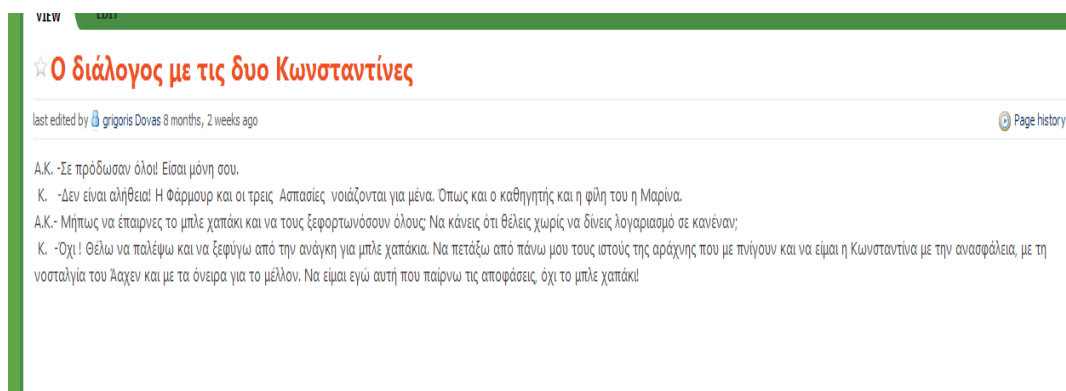 VIEW EDIT
Ο διάλογος με τις δυο Κωνσταντίνες
last edited by grigoris Dovas 8 months, 2 weeks ago Page history
Α.Κ. -Σε πρόδωσαν όλοι! Είσαι μόνη σου.
Κ. -Δεν είναι αλήθεια! Η Φάρμουρ και οι τρεις Ασπασίες νοιάζονται για μένα. Όπως και ο καθηγητής και η φίλη του η Μαρίνα.
Α.Κ.- Μήπως να έπαιρνες το μπλε χαπάκι και να τους ξεφορτωνόσουν όλους; Να κάνεις ότι θέλεις χωρίς να δίνεις λογαριασμό σε κανέναν;
Κ. -Όχι ! Θέλω να παλέψω και να ξεφύγω από την ανάγκη για μπλε χαπάκια. Να πετάξω από πάνω μου τους ιστούς της αράχνης που με πνίγουν και να είμαι η Κωνσταντίνα με την ανασφάλεια, με τη
νοσταλγία του Άαχεν και με τα όνειρα για το μέλλον. Να είμαι εγώ αυτή που παίρνω τις αποφάσεις, όχι το μπλε χαπάκι!